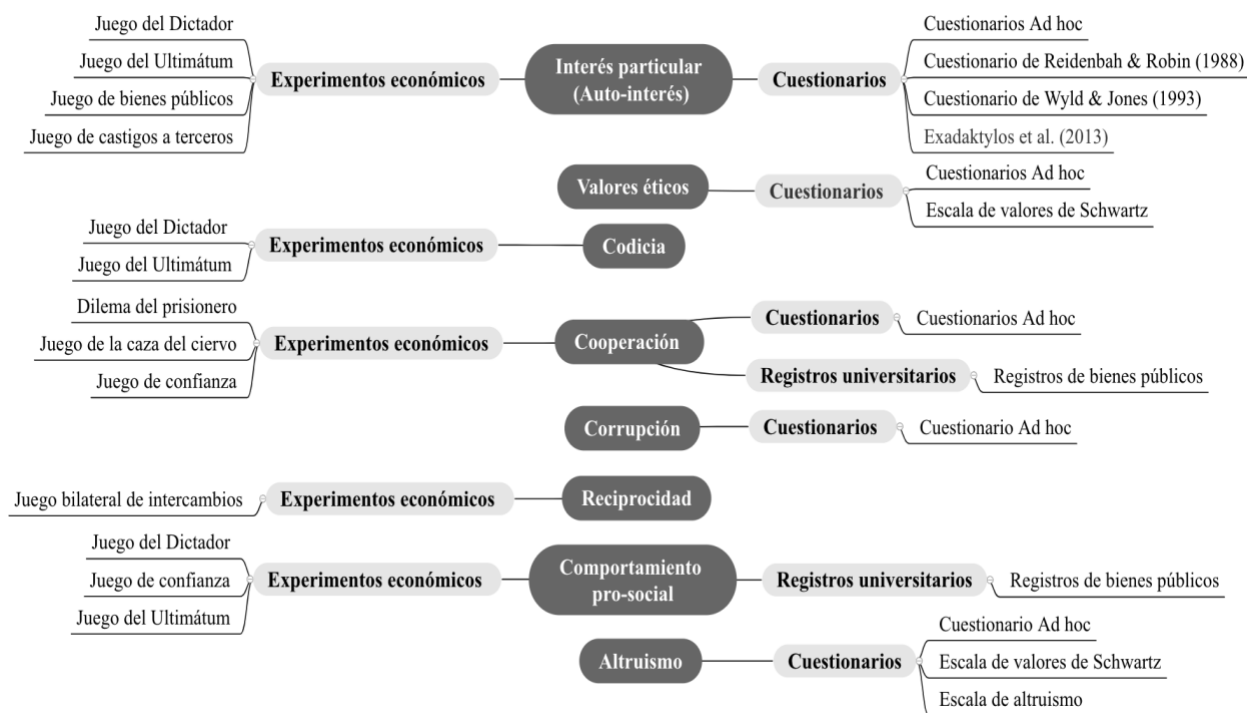 Juego del Dictador
Juego del Ultimátum
Juego de bienes públicos
Juego de castigos a terceros
Experimentos económicos
Interés particular
(Auto-interés)
Cuestionarios
Cuestionarios Ad hoc
Cuestionario de Reidenbah & Robin (1988)
Cuestionario de Wyld & Jones (1993)
Exadaktylos et al. (2013)
Valores éticos
Cuestionarios
Cuestionarios Ad hoc
Escala de valores de Schwartz
Juego del Dictador
Juego del Ultimátum
Experimentos económicos
Codicia
Dilema del prisionero
Juego de la caza del ciervo
Juego de confianza
Experimentos económicos
Cooperación
Cuestionarios
Cuestionarios Ad hoc
Registros universitarios
Registros de bienes públicos
Corrupción
Cuestionarios
Cuestionario Ad hoc
Juego bilateral de intercambios
Experimentos económicos
Reciprocidad
Juego del Dictador
Juego de confianza
Juego del Ultimátum
Experimentos económicos
Comportamiento
pro-social
Registros universitarios
Registros de bienes públicos
Altruismo
Cuestionarios
Cuestionario Ad hoc
Escala de valores de Schwartz
Escala de altruismo